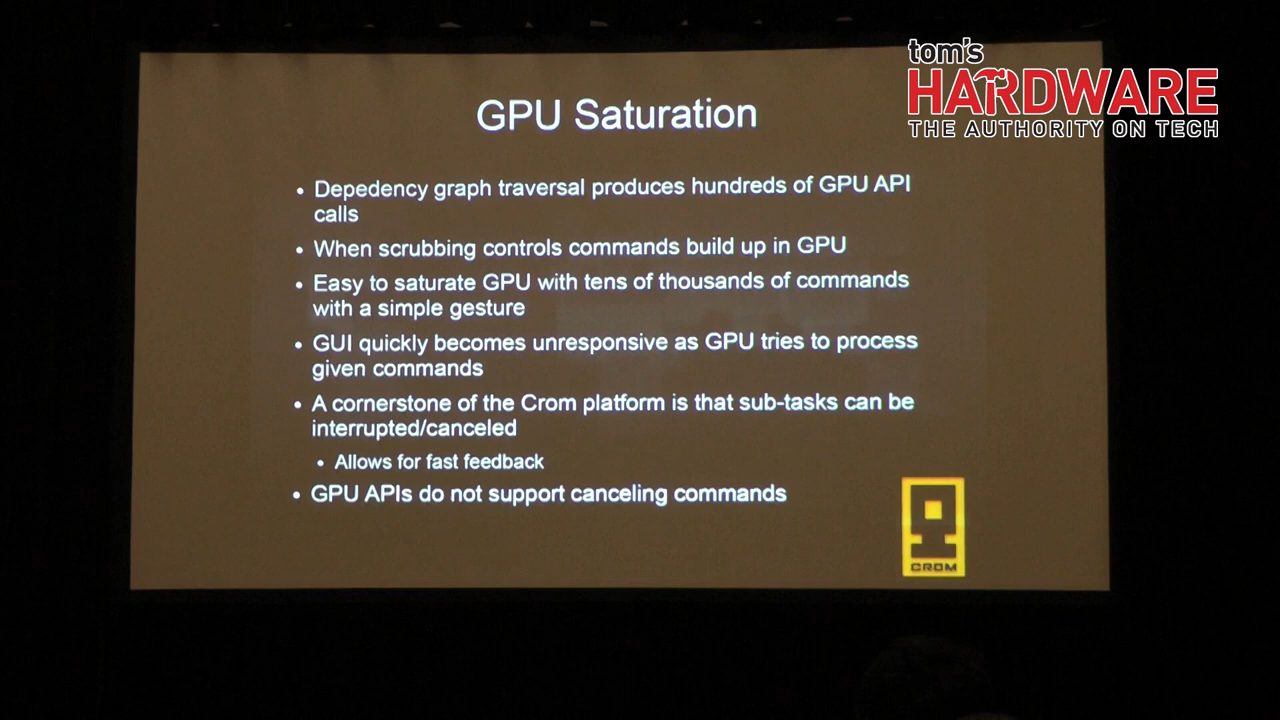 tom's
HARDWARE
THE AUTHORITY ON TECH
GPU Saturation
• Depedency graph traversal produces hundreds of GPU API
calls
• When scrubbing controls commands build up in GPU
• Easy to saturate GPU with tens of thousands of commands
with a simple gesture
• GUI quickly becomes unresponsive as GPU tries to process
given commands
• A cornerstone of the Crom platform is that sub-tasks can be
interrupted/canceled
• Allows for fast feedback
• GPU APIs do not support canceling commands
CROM